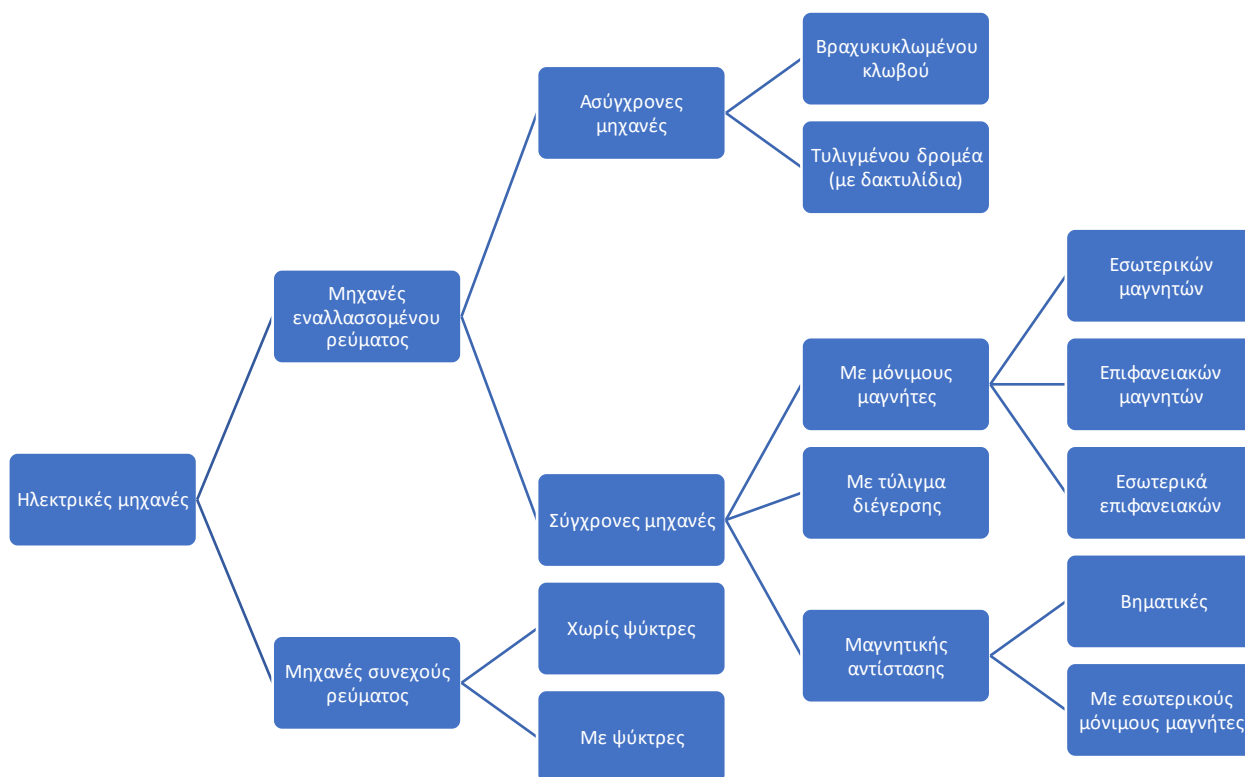 Βραχυκυκλωμένου
κλωβού
Ασύγχρονες
μηχανές
Τυλιγμένου δρομέα
(με δακτυλίδια)
Εσωτερικών
μαγνητών
Μηχανές
εναλλασσομένου
ρεύματος
Με μόνιμους
μαγνήτες
Επιφανειακών
μαγνητών
Ηλεκτρικές μηχανές
Με τύλιγμα
διέγερσης
Εσωτερικά
επιφανειακών
Σύγχρονες μηχανές
Χωρίς ψύκτρες
Βηματικές
Μηχανές συνεχούς
ρεύματος
Μαγνητικής
αντίστασης
Με ψύκτρες
Με εσωτερικούς
μόνιμους μαγνήτες